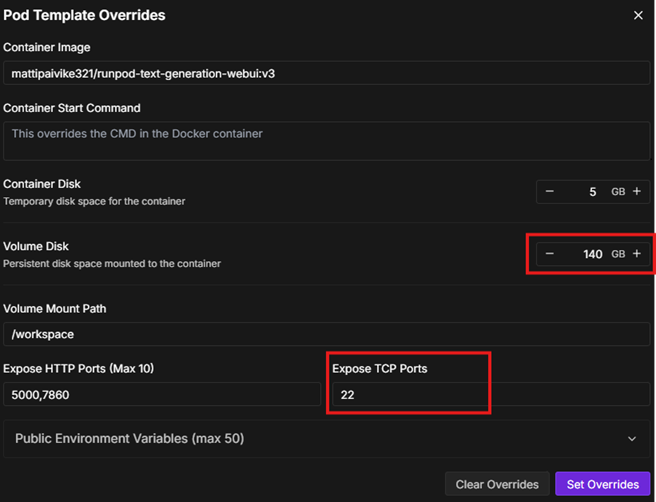 Pod Template Overrides
Container Image
mattipaivike321/runpod-text-generation-webui:v3
Container Start Command
This overrides the CMD in the Docker container
Container Disk
Temporary disk space for the container
− 5 GB +
Volume Disk
Persistent disk space mounted to the container
− 140 GB +
Volume Mount Path
/workspace
Expose HTTP Ports (Max 10)
5000,7860
Expose TCP Ports
22
Public Environment Variables (max 50)
Clear Overrides
Set Overrides